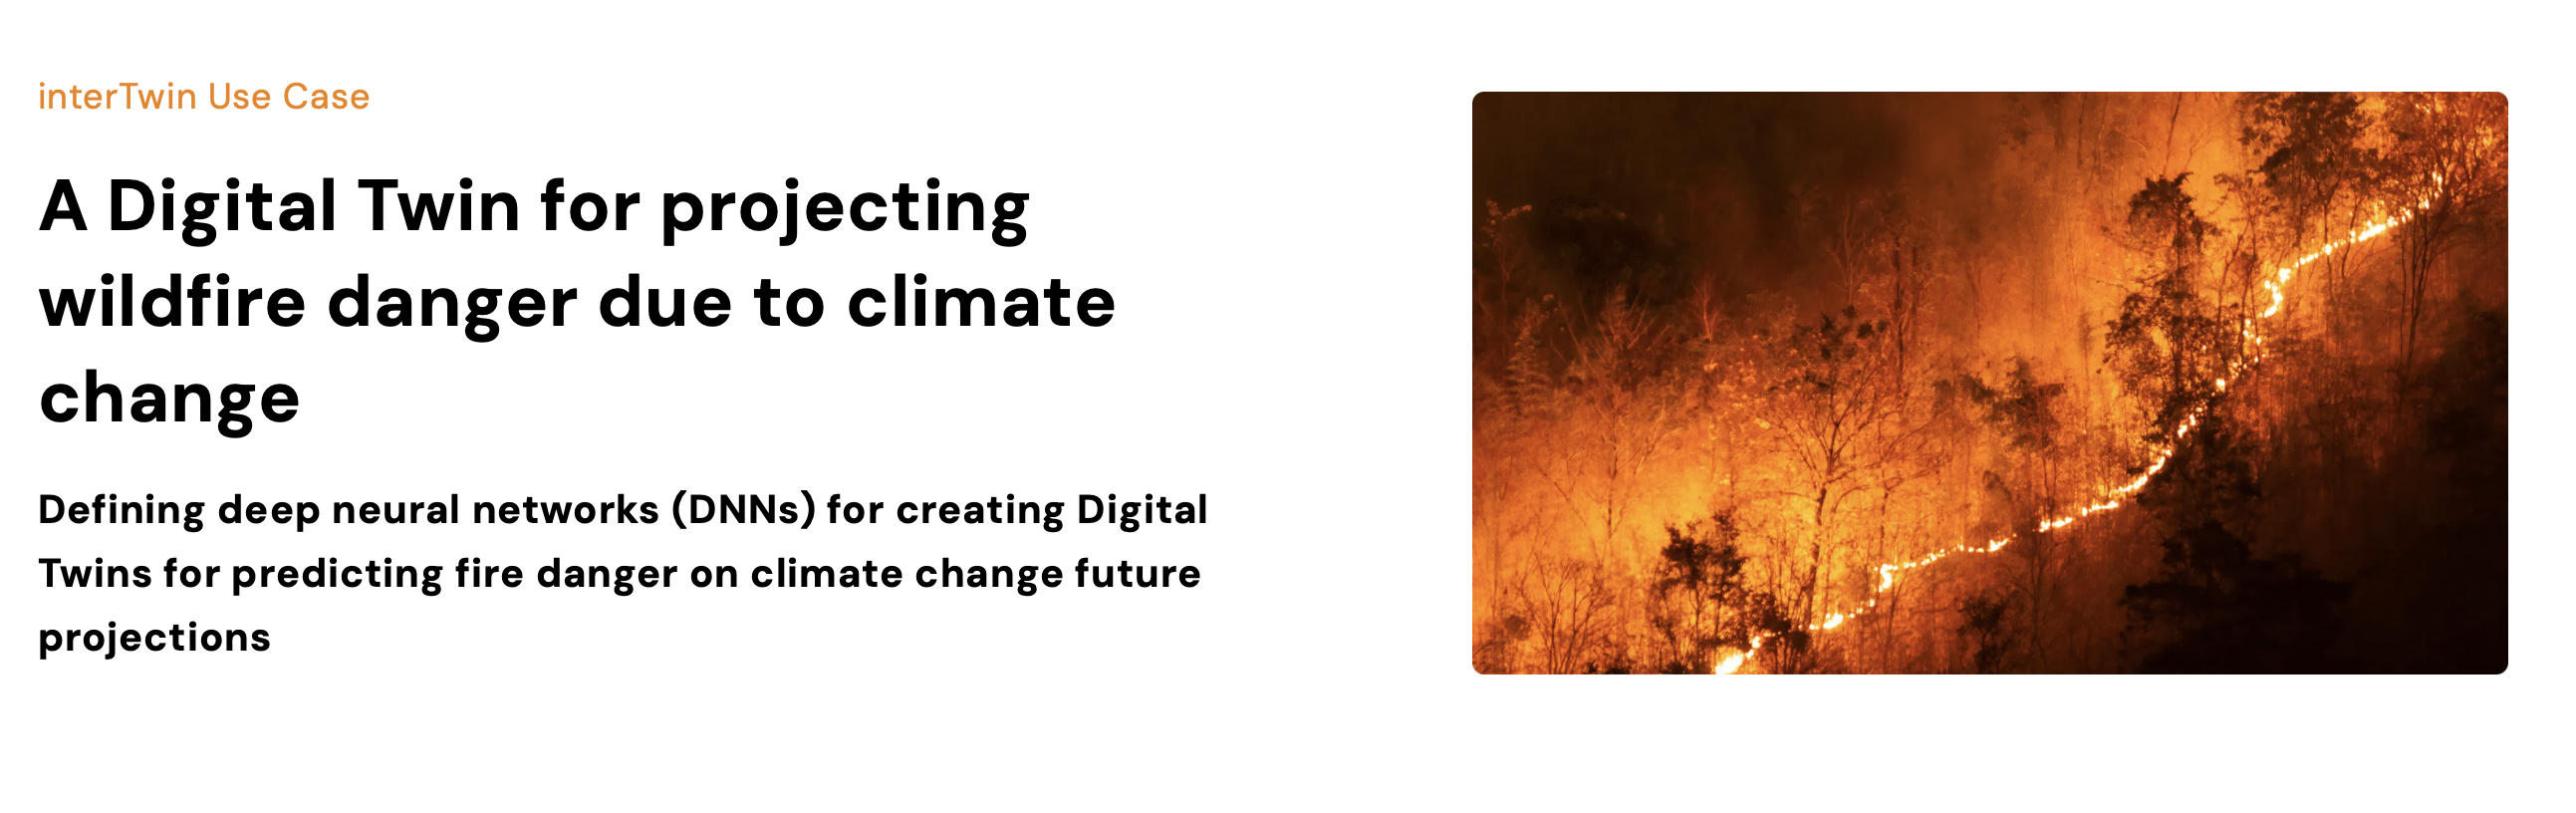 interTwin Use Case
A Digital Twin for projecting
wildfire danger due to climate
change
Defining deep neural networks (DNNs) for creating Digital
Twins for predicting fire danger on climate change future
projections